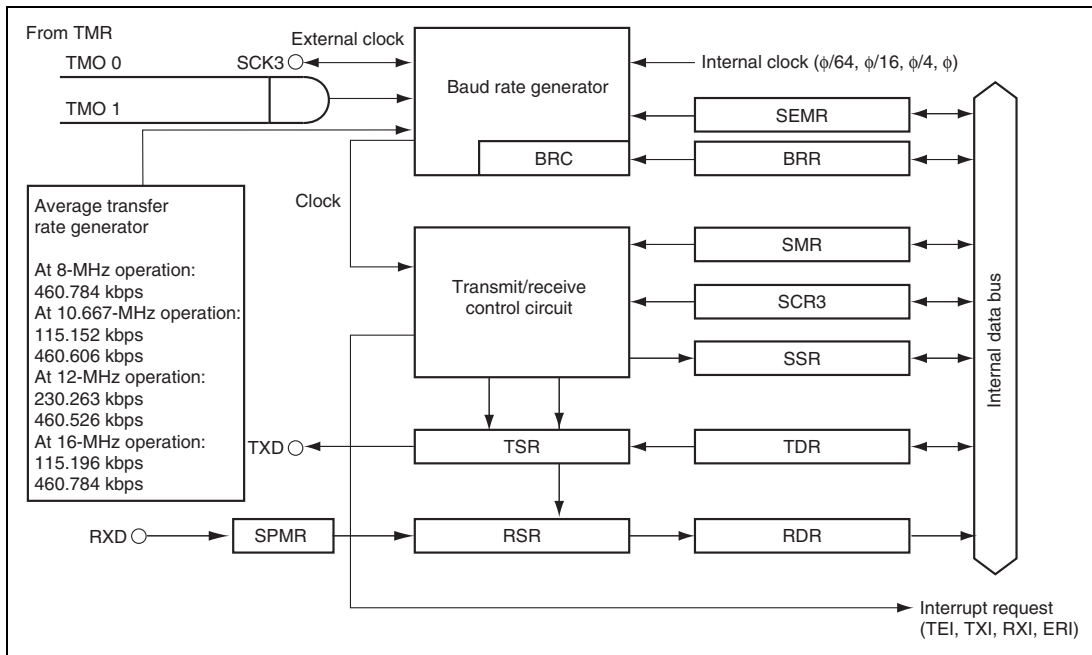 From TMR
TMO 0
SCK3
External clock
TMO 1
Baud rate generator
BRC
Internal clock (ϕ/64, ϕ/16, ϕ/4, ϕ)
SEMR
BRR
Clock
Average transfer
rate generator
At 8-MHz operation:
460.784 kbps
At 10.667-MHz operation:
115.152 kbps
460.606 kbps
At 12-MHz operation:
230.263 kbps
460.526 kbps
At 16-MHz operation:
115.196 kbps
460.784 kbps
Transmit/receive
control circuit
SMR
SCR3
SSR
Internal data bus
TXD
TSR
TDR
RXD
SPMR
RSR
RDR
Interrupt request
(TEI, TXI, RXI, ERI)